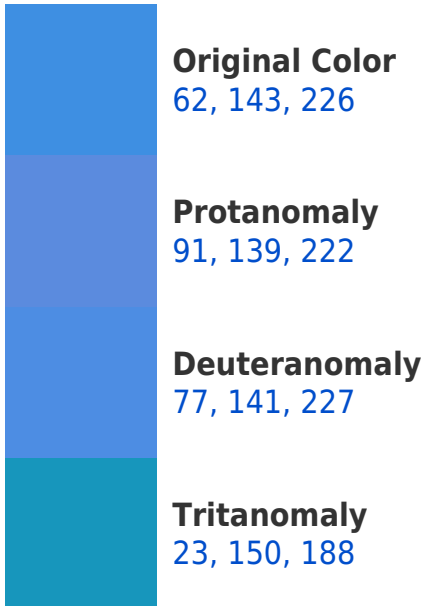 Original Color
62, 143, 226
Protanomaly
91, 139, 222
Deuteranomaly
77, 141, 227
Tritanomaly
23, 150, 188